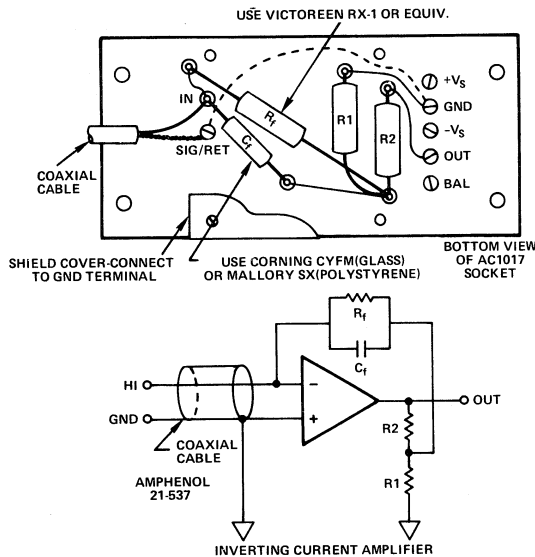 USE VICTOREEN RX-1 OR EQUIV.
+VS
IN
Rf
R1
R2
GND
Cf
-VS
SIG/RET
OUT
COAXIAL
CABLE
BAL
SHIELD COVER-CONNECT
TO GND TERMINAL
USE CORNING CYFM(GLASS)
OR MALLORY SX(POLYSTYRENE)
BOTTOM VIEW
OF AC1017
SOCKET
Rf
Cf
HI
−
OUT
GND
+
R2
COAXIAL
CABLE
R1
AMPHENOL
21-537
INVERTING CURRENT AMPLIFIER